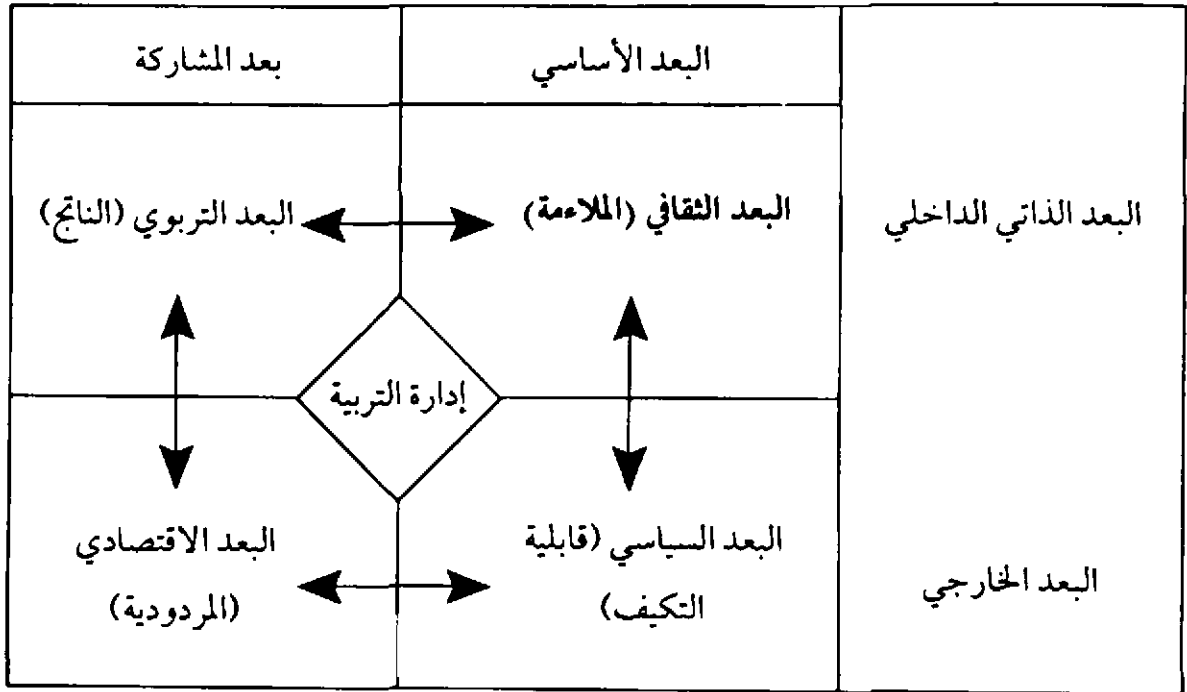 البعد الأساسي
بعد المشاركة
البعد الذاتي الداخلي
البعد الثقافي (الملاءمة)
البعد التربوي (الناتج)
إدارة التربية
البعد الخارجي
البعد السياسي (قابلية
التكيف)
البعد الاقتصادي
(المردودية)